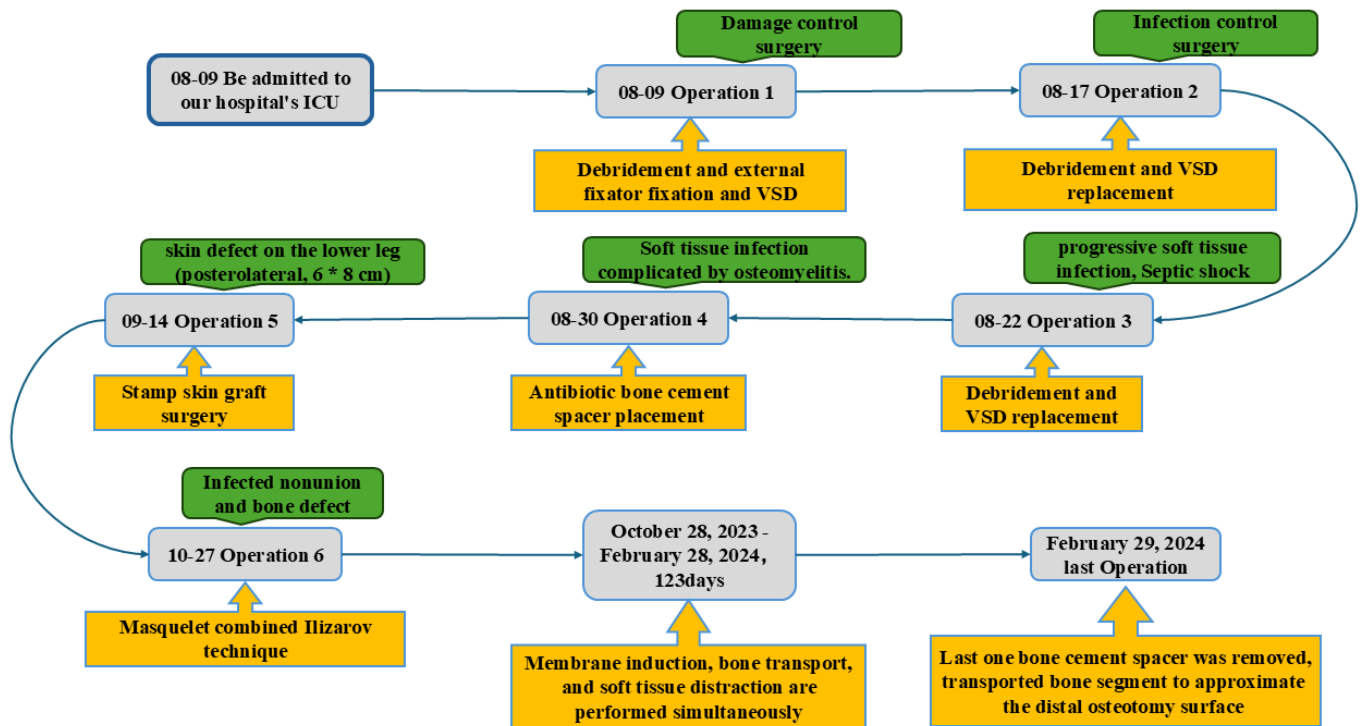 Damage control
surgery
Infection control
surgery
08-09 Be admitted to
our hospital's ICU
08-09 Operation 1
08-17 Operation 2
Debridement and external
fixator fixation and VSD
Debridement and VSD
replacement
skin defect on the lower leg
(posterolateral, 6 * 8 cm)
Soft tissue infection
complicated by osteomyelitis.
progressive soft tissue
infection, Septic shock
09-14 Operation 5
08-30 Operation 4
08-22 Operation 3
Stamp skin graft
surgery
Antibiotic bone cement
spacer placement
Debridement and
VSD replacement
Infected nonunion
and bone defect
10-27 Operation 6
October 28, 2023 -
February 28, 2024，
123days
February 29, 2024
last Operation
Masquelet combined Ilizarov
technique
Membrane induction, bone transport,
and soft tissue distraction are
performed simultaneously
Last one bone cement spacer was removed,
transported bone segment to approximate
the distal osteotomy surface